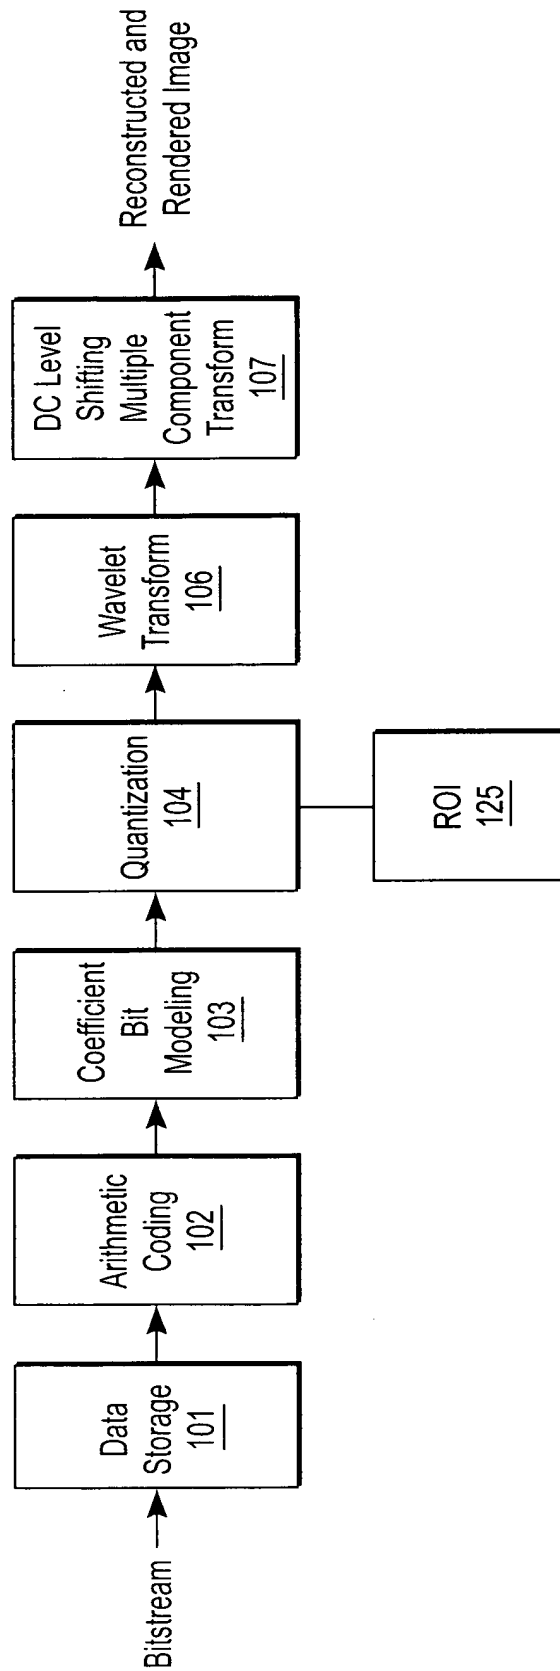 Bitstream
Data
Storage
101
Arithmetic
Coding
102
Coefficient
Bit
Modeling
103
Quantization
104
ROI
125
Wavelet
Transform
106
DC Level
Shifting
Multiple
Component
Transform
107
Reconstructed and
Rendered Image